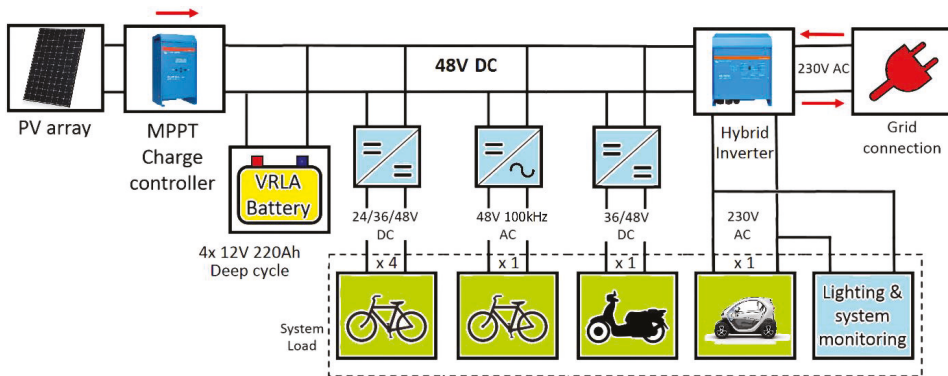 PV array
MPPT
Charge
controller
48V DC
VRLA
Battery
4x 12V 220Ah
Deep cycle
24/36/48V
DC
48V 100kHz
AC
36/48V
DC
Hybrid
Inverter
230V AC
Grid
connection
230V
AC
System
Load
x 4
x 1
x 1
x 1
Lighting &
system
monitoring